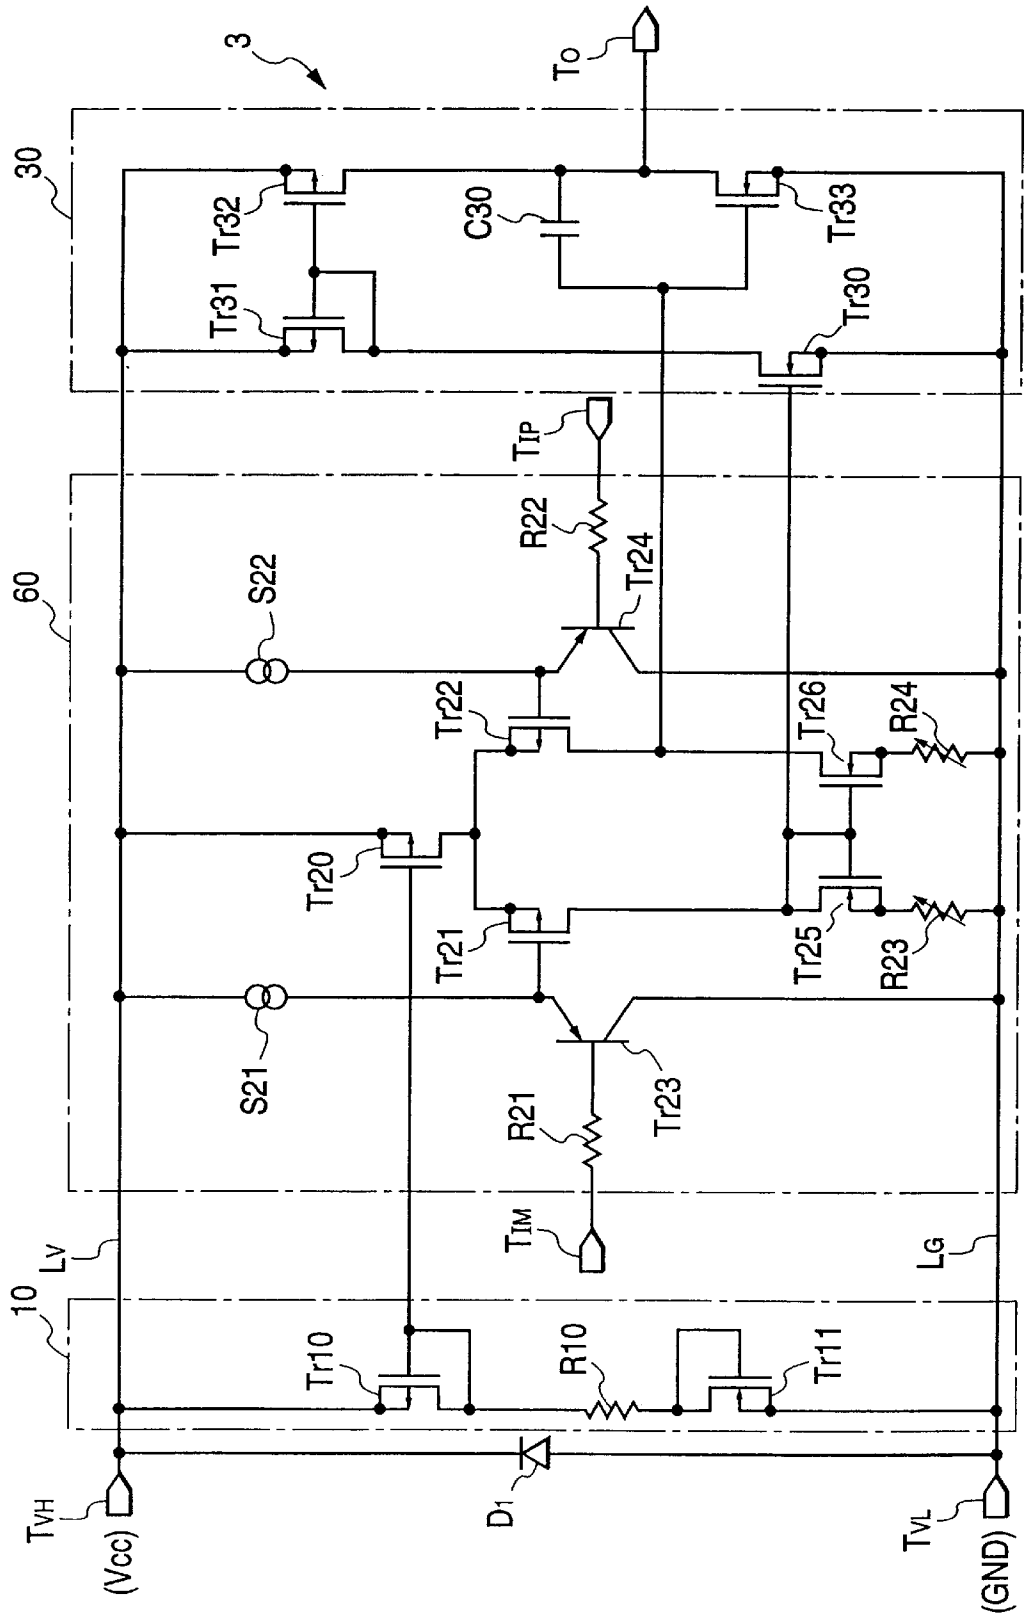 3
TO
30
Tr32
Tr31
C30
Tr33
Tr30
TIP
60
S22
R22
Tr24
Tr22
Tr26
R24
Tr20
Tr21
Tr25
R23
S21
R21
Tr23
TIM
LV
LG
10
Tr10
R10
Tr11
D1
TVH
(Vcc)
TVL
(GND)